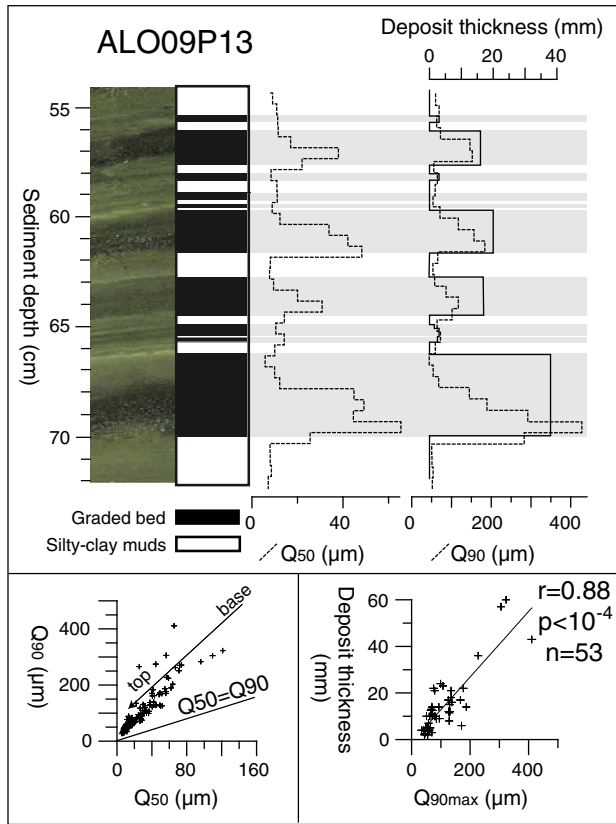 ALO09P13
Deposit thickness (mm)
0 20 40
Sediment depth (cm)
55
60
65
70
0 40
Q50 (µm)
0 200 400
Q90 (µm)
Graded bed
Silty-clay muds
Q90 (µm)
400
300
200
100
0
base
top
Q50=Q90
0 40 80 160
Q50 (µm)
Deposit thickness (mm)
60
40
20
0
r=0.88
p<10-4
n=53
0 200 400
Q90max (µm)